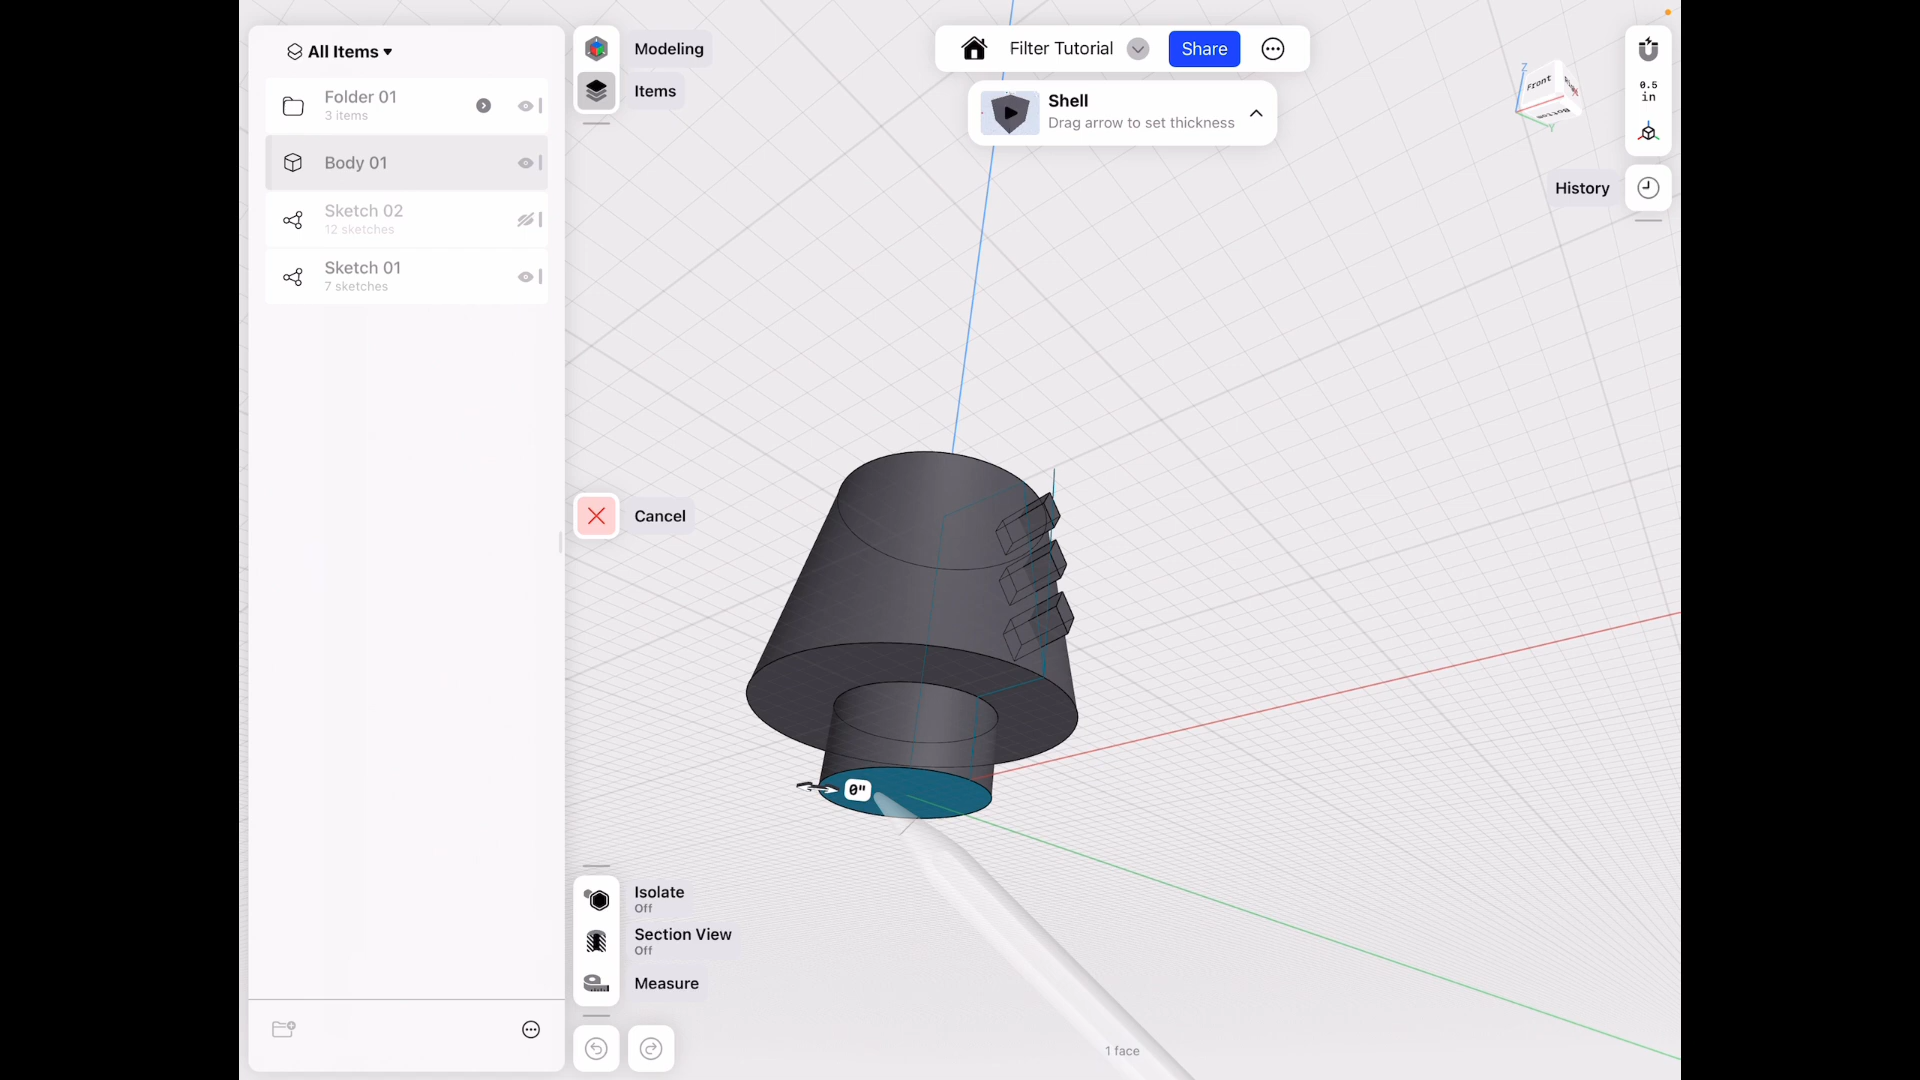 All Items
Folder 01
3 items
Body 01
Sketch 02
12 sketches
Sketch 01
7 sketches
Modeling
Items
Filter Tutorial
Share
Shell
Drag arrow to set thickness
Z
Front
Bottom
X
Y
0.5
in
History
Cancel
0"
Isolate
Off
Section View
Off
Measure
1 face